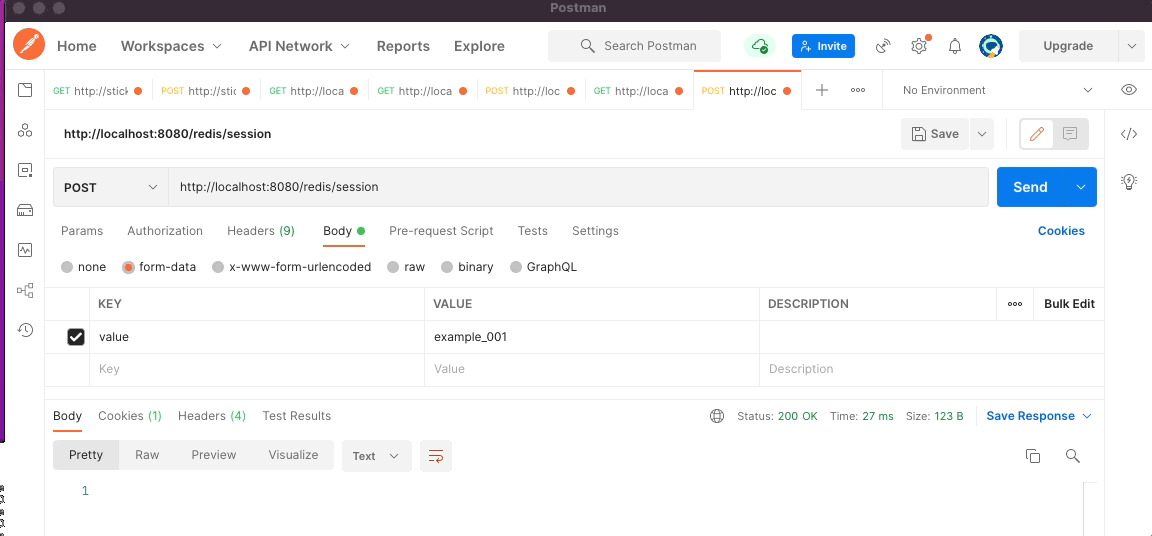 Postman
Home Workspaces API Network Reports Explore Search Postman Invite Upgrade
GET http://stick POST http://stic GET http://loca GET http://loca POST http://loc GET http://loca POST http://loc No Environment
http://localhost:8080/redis/session Save
POST http://localhost:8080/redis/session Send
Params Authorization Headers (9) Body Pre-request Script Tests Settings Cookies
none form-data x-www-form-urlencoded raw binary GraphQL
KEY VALUE DESCRIPTION Bulk Edit
value example_001
Key Value Description
Body Cookies (1) Headers (4) Test Results Status: 200 OK Time: 27 ms Size: 123 B Save Response
Pretty Raw Preview Visualize Text
1